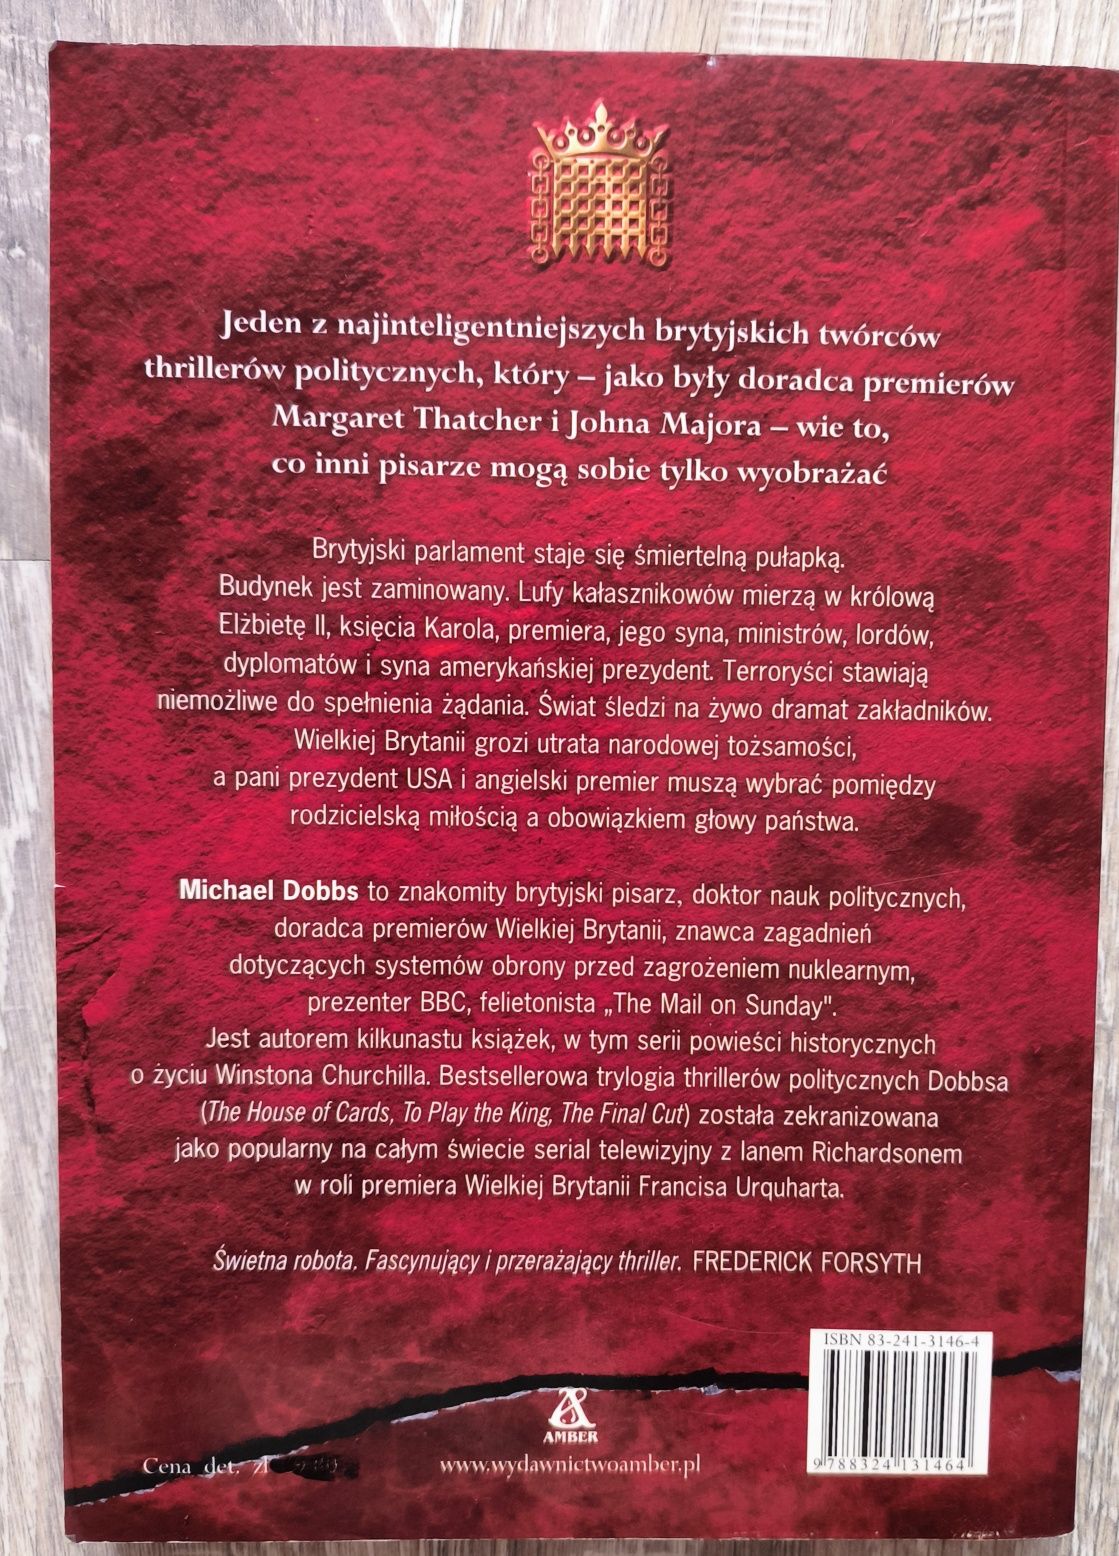 Jeden z najinteligentniejszych brytyjskich twórców
thrillerów politycznych, który – jako były doradca premierów
Margaret Thatcher i Johna Majora – wie to,
co inni pisarze mogą sobie tylko wyobrażać
Brytyjski parlament staje się śmiertelną pułapką.
Budynek jest zaminowany. Lufy kałasznikowów mierzą w królową
Elżbietę II, księcia Karola, premiera, jego syna, ministrów, lordów,
dyplomatów i syna amerykańskiej prezydent. Terroryści stawiają
niemożliwe do spełnienia żądania. Świat śledzi na żywo dramat zakładników.
Wielkiej Brytanii grozi utrata narodowej tożsamości,
a pani prezydent USA i angielski premier muszą wybrać pomiędzy
rodzicielską miłością a obowiązkiem głowy państwa.
Michael Dobbs to znakomity brytyjski pisarz, doktor nauk politycznych,
doradca premierów Wielkiej Brytanii, znawca zagadnień
dotyczących systemów obrony przed zagrożeniem nuklearnym,
prezenter BBC, felietonista „The Mail on Sunday".
Jest autorem kilkunastu książek, w tym serii powieści historycznych
o życiu Winstona Churchilla. Bestsellerowa trylogia thrillerów politycznych Dobbsa
(The House of Cards, To Play the King, The Final Cut) została zekranizowana
jako popularny na całym świecie serial telewizyjny z Ianem Richardsonem
w roli premiera Wielkiej Brytanii Francisa Urquharta.
Świetna robota. Fascynujący i przerażający thriller. FREDERICK FORSYTH
ISBN 83-241-3146-4
AMBER
Cena det. zł
www.wydawnictwoamber.pl
9 788324 131464